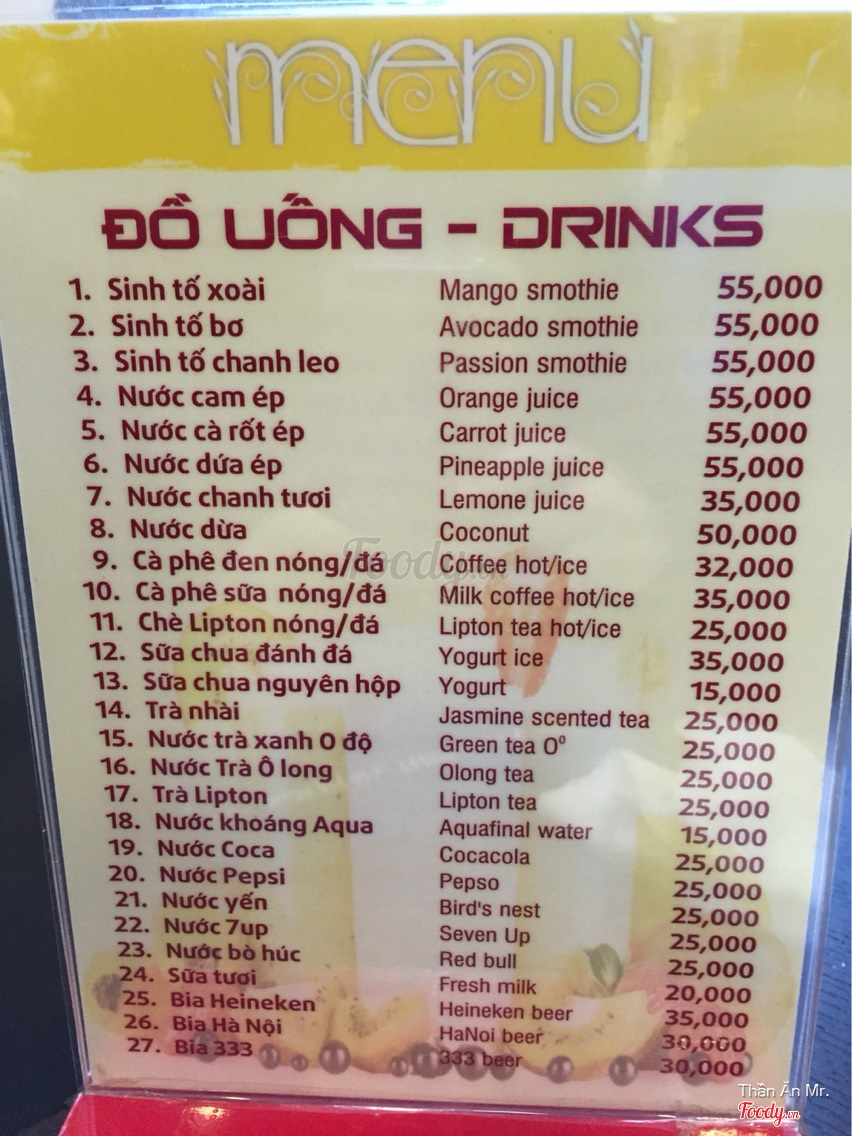 menu
ĐỒ UỐNG - DRINKS
1. Sinh tố xoài Mango smothie 55,000
2. Sinh tố bơ Avocado smothie 55,000
3. Sinh tố chanh leo Passion smothie 55,000
4. Nước cam ép Orange juice 55,000
5. Nước cà rốt ép Carrot juice 55,000
6. Nước dứa ép Pineapple juice 55,000
7. Nước chanh tươi Lemone juice 35,000
8. Nước dừa Coconut 50,000
9. Cà phê đen nóng/đá Coffee hot/ice 32,000
10. Cà phê sữa nóng/đá Milk coffee hot/ice 35,000
11. Chè Lipton nóng/đá Lipton tea hot/ice 25,000
12. Sữa chua đánh đá Yogurt ice 35,000
13. Sữa chua nguyên hộp Yogurt 15,000
14. Trà nhài Jasmine scented tea 25,000
15. Nước trà xanh O độ Green tea O⁰ 25,000
16. Nước Trà Ô long Olong tea 25,000
17. Trà Lipton Lipton tea 25,000
18. Nước khoáng Aqua Aquafinal water 15,000
19. Nước Coca Cocacola 25,000
20. Nước Pepsi Pepso 25,000
21. Nước yến Bird's nest 25,000
22. Nước 7up Seven Up 25,000
23. Nước bò húc Red bull 25,000
24. Sữa tươi Fresh milk 20,000
25. Bia Heineken Heineken beer 35,000
26. Bia Hà Nội HaNoi beer 30,000
27. Bia 333 333 beer 30,000
Foody.vn
Thần Ăn Mr.
Foody.vn